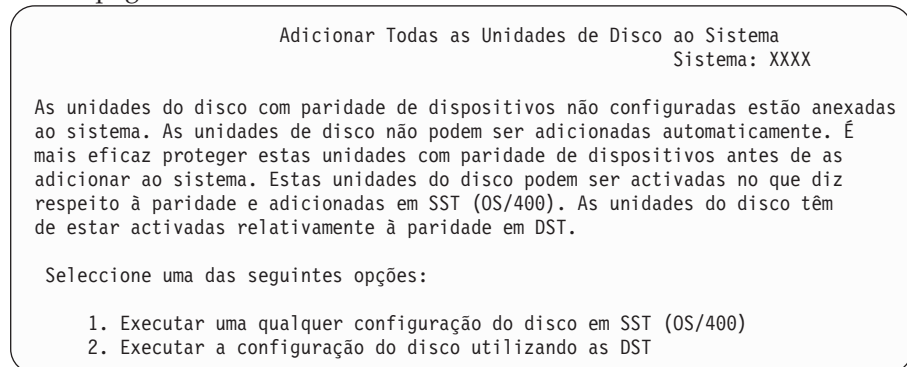 Adicionar Todas as Unidades de Disco ao Sistema
Sistema: XXXX
As unidades do disco com paridade de dispositivos não configuradas estão anexadas
ao sistema. As unidades de disco não podem ser adicionadas automaticamente. É
mais eficaz proteger estas unidades com paridade de dispositivos antes de as
adicionar ao sistema. Estas unidades do disco podem ser activadas no que diz
respeito à paridade e adicionadas em SST (OS/400). As unidades do disco têm
de estar activadas relativamente à paridade em DST.
Seleccione uma das seguintes opções:
1. Executar uma qualquer configuração do disco em SST (OS/400)
2. Executar a configuração do disco utilizando as DST